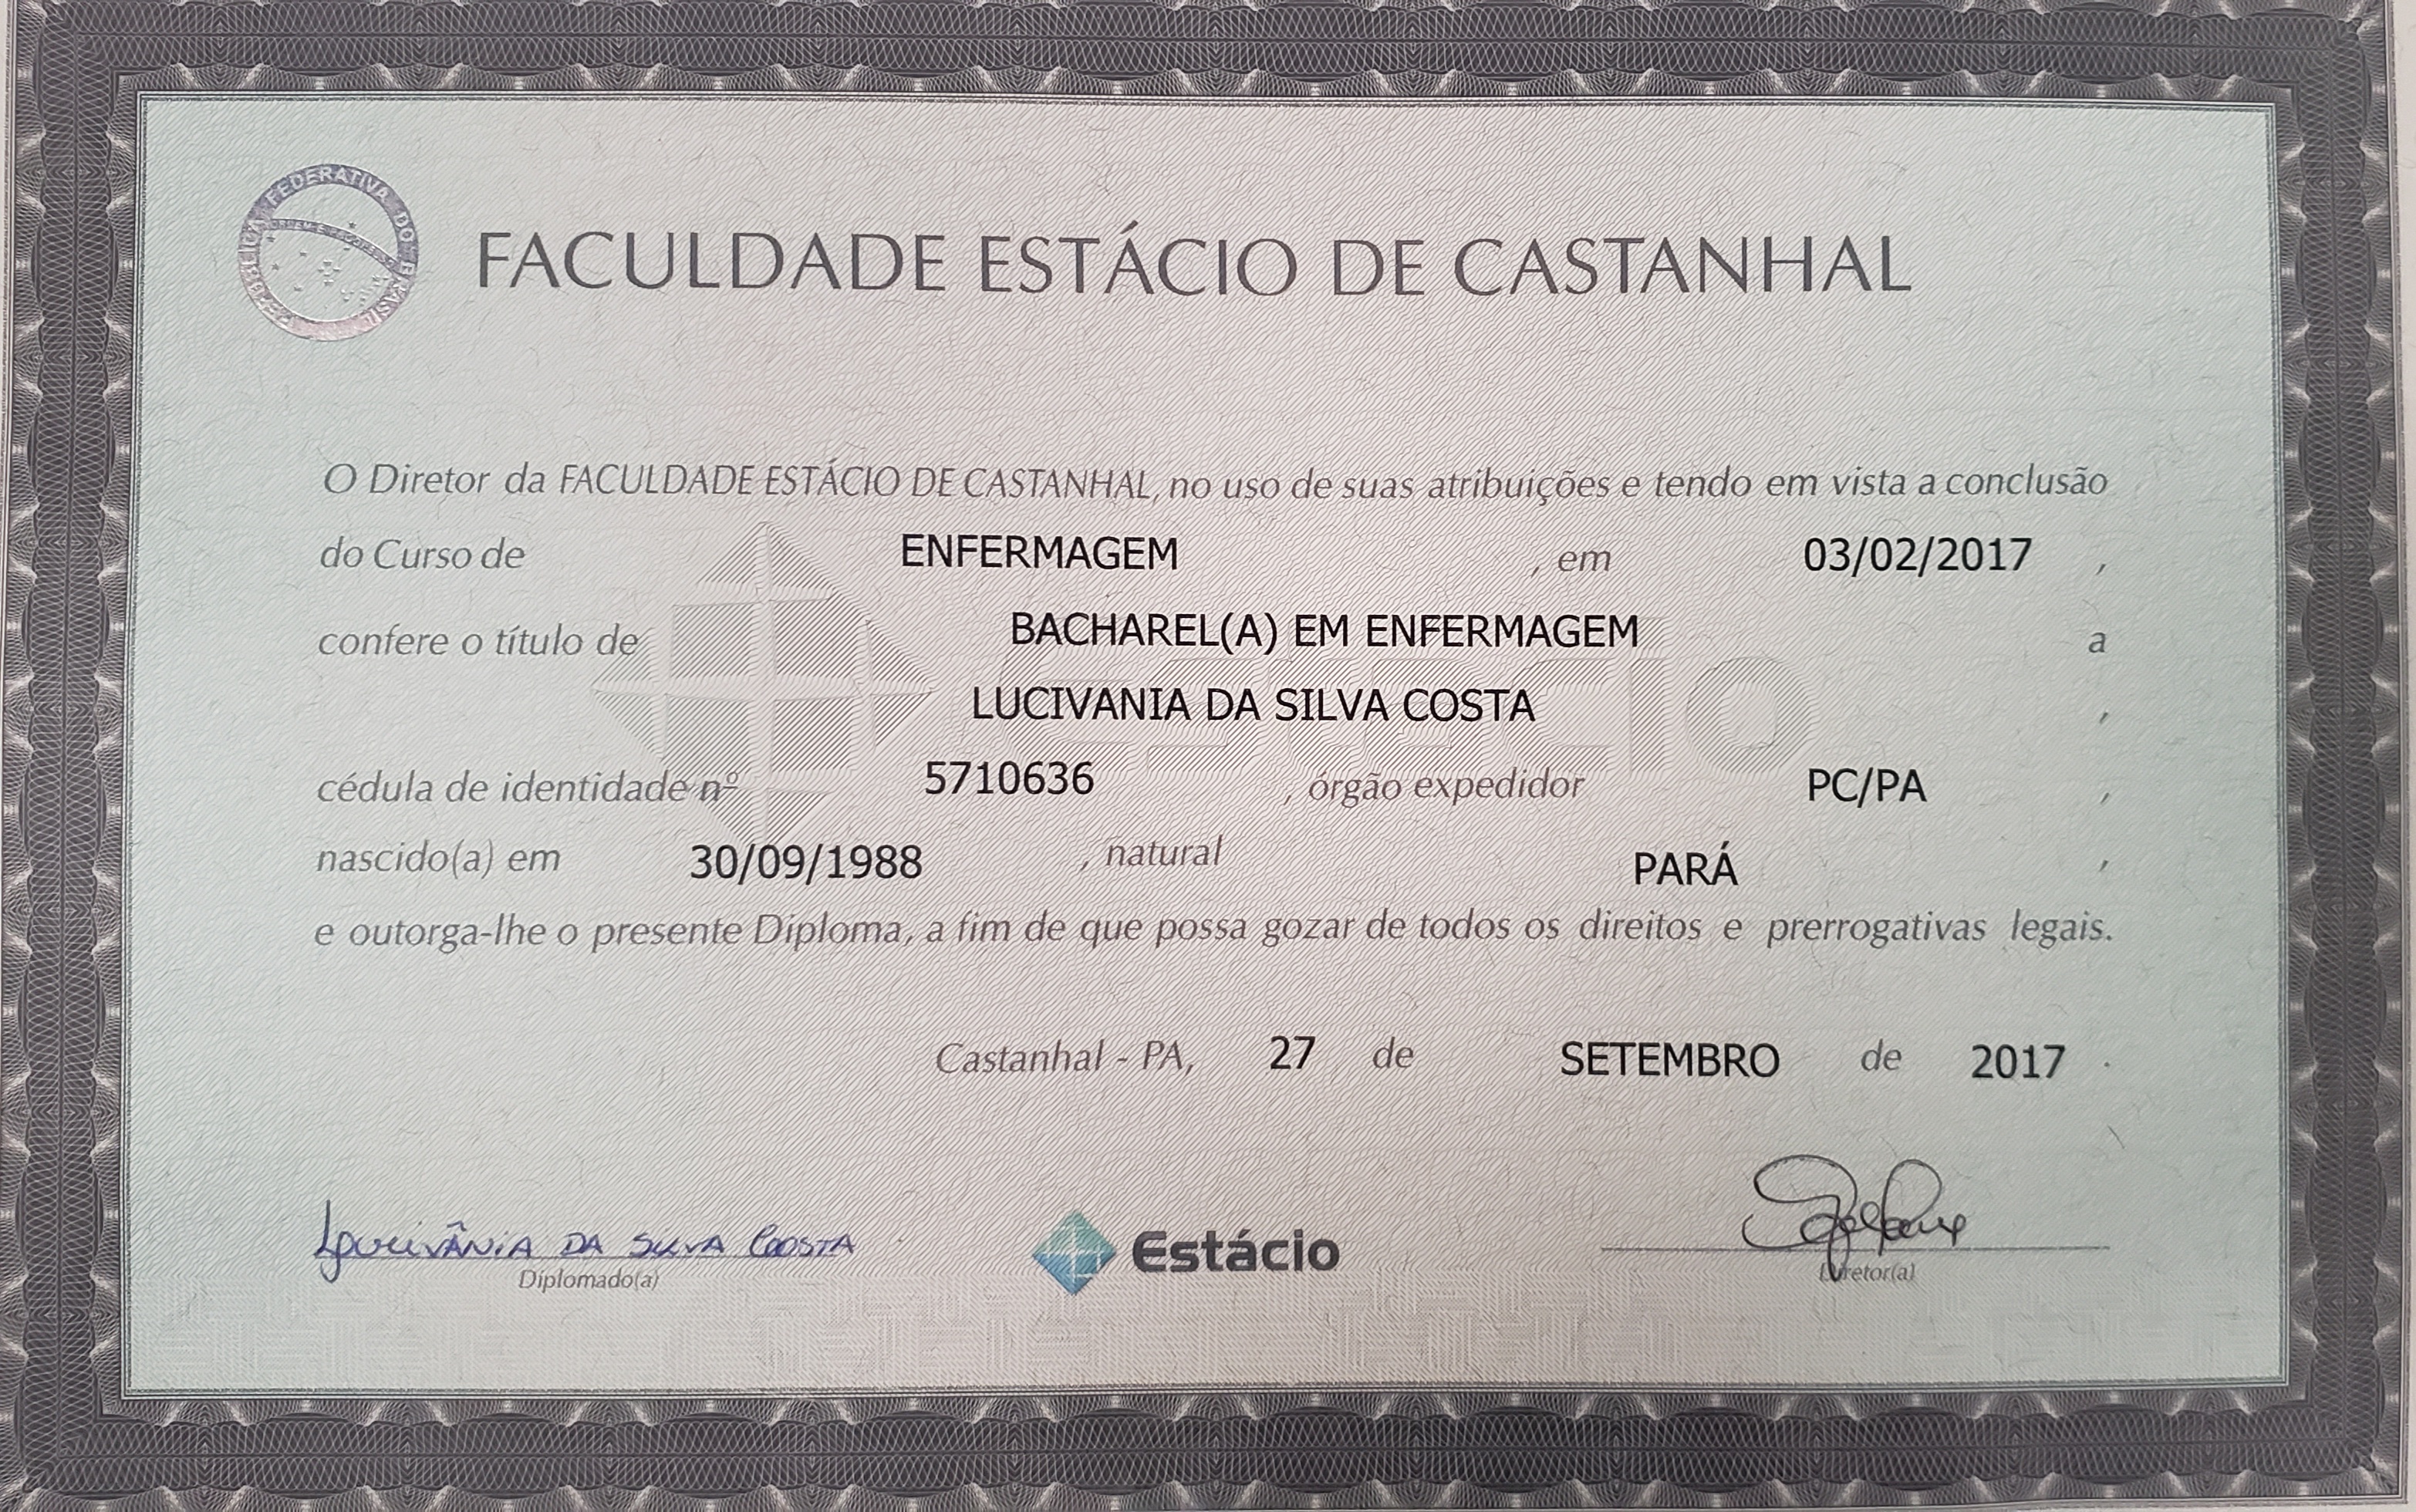 REPÚBLICA FEDERATIVA DO BRASIL
ORDEM E PROGRESSO
FACULDADE ESTÁCIO DE CASTANHAL
O Diretor da FACULDADE ESTÁCIO DE CASTANHAL, no uso de suas atribuições e tendo em vista a conclusão
do Curso de ENFERMAGEM , em 03/02/2017 ,
confere o título de BACHAREL(A) EM ENFERMAGEM a
LUCIVANIA DA SILVA COSTA ,
cédula de identidade nº 5710636 , órgão expedidor PC/PA ,
nascido(a) em 30/09/1988 , natural PARÁ ,
e outorga-lhe o presente Diploma, a fim de que possa gozar de todos os direitos e prerrogativas legais.
Castanhal - PA, 27 de SETEMBRO de 2017 .
Lucivânia da Silva Costa
Diplomado(a)
Estácio
Diretor(a)
Estácio